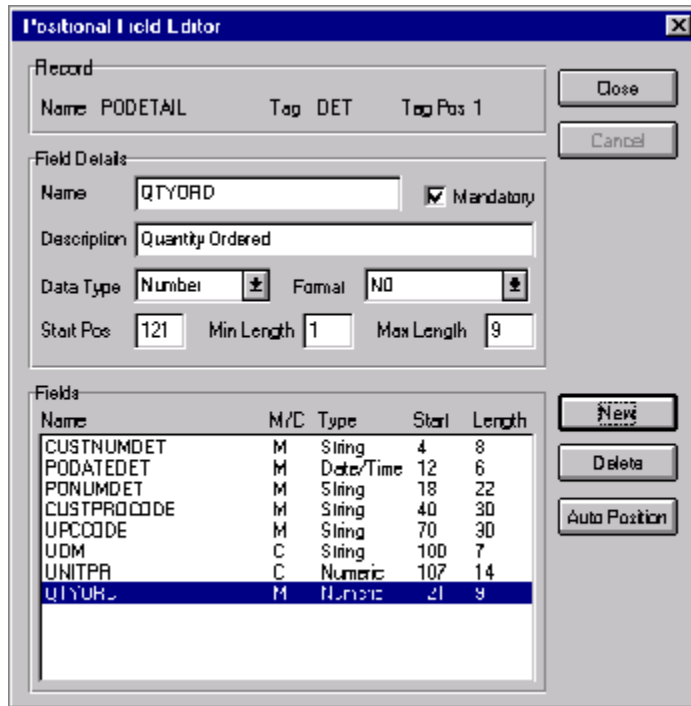 Positional Field Editor
Record
Name PODETAIL Tag DET Tag Pos 1
Close
Cancel
Field Details
Name QTYORD Mandatory
Description Quantity Ordered
Data Type Number Format N0
Start Pos 121 Min Length 1 Max Length 9
Fields
Name M/C Type Start Length
CUSTNUMDET M String 4 8
PODATEDET M Date/Time 12 6
PONUMDET M String 18 22
CUSTPROCODE M String 40 30
UPCCODE M String 70 30
UOM C String 100 7
UNITPR C Numeric 107 14
QTYORD M Numeric 121 9
New
Delete
Auto Position